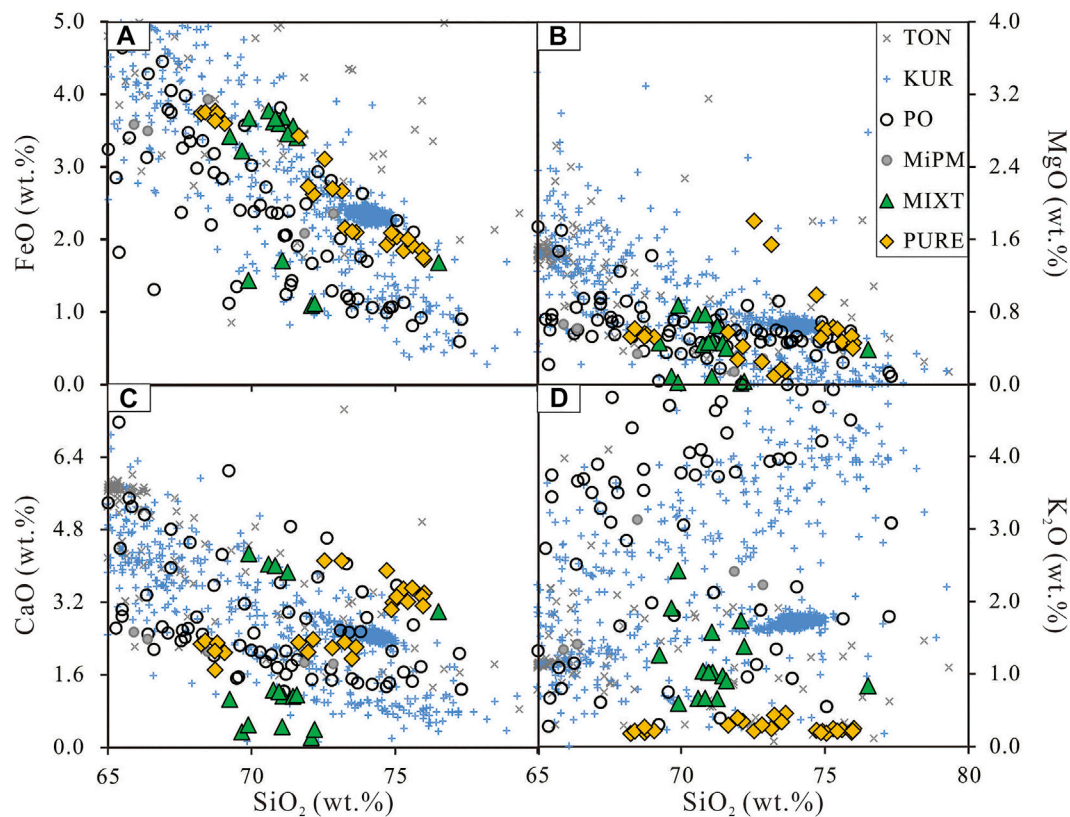 A
B
C
D
5.0
4.0
3.0
2.0
1.0
0.0
FeO (wt.%)
4.0
3.2
2.4
1.6
0.8
0.0
MgO (wt.%)
TON
KUR
PO
MiPM
MIXT
PURE
6.4
4.8
3.2
1.6
0.0
CaO (wt.%)
4.0
3.0
2.0
1.0
0.0
K₂O (wt.%)
65
70
75
65
70
75
80
SiO₂ (wt.%)
SiO₂ (wt.%)